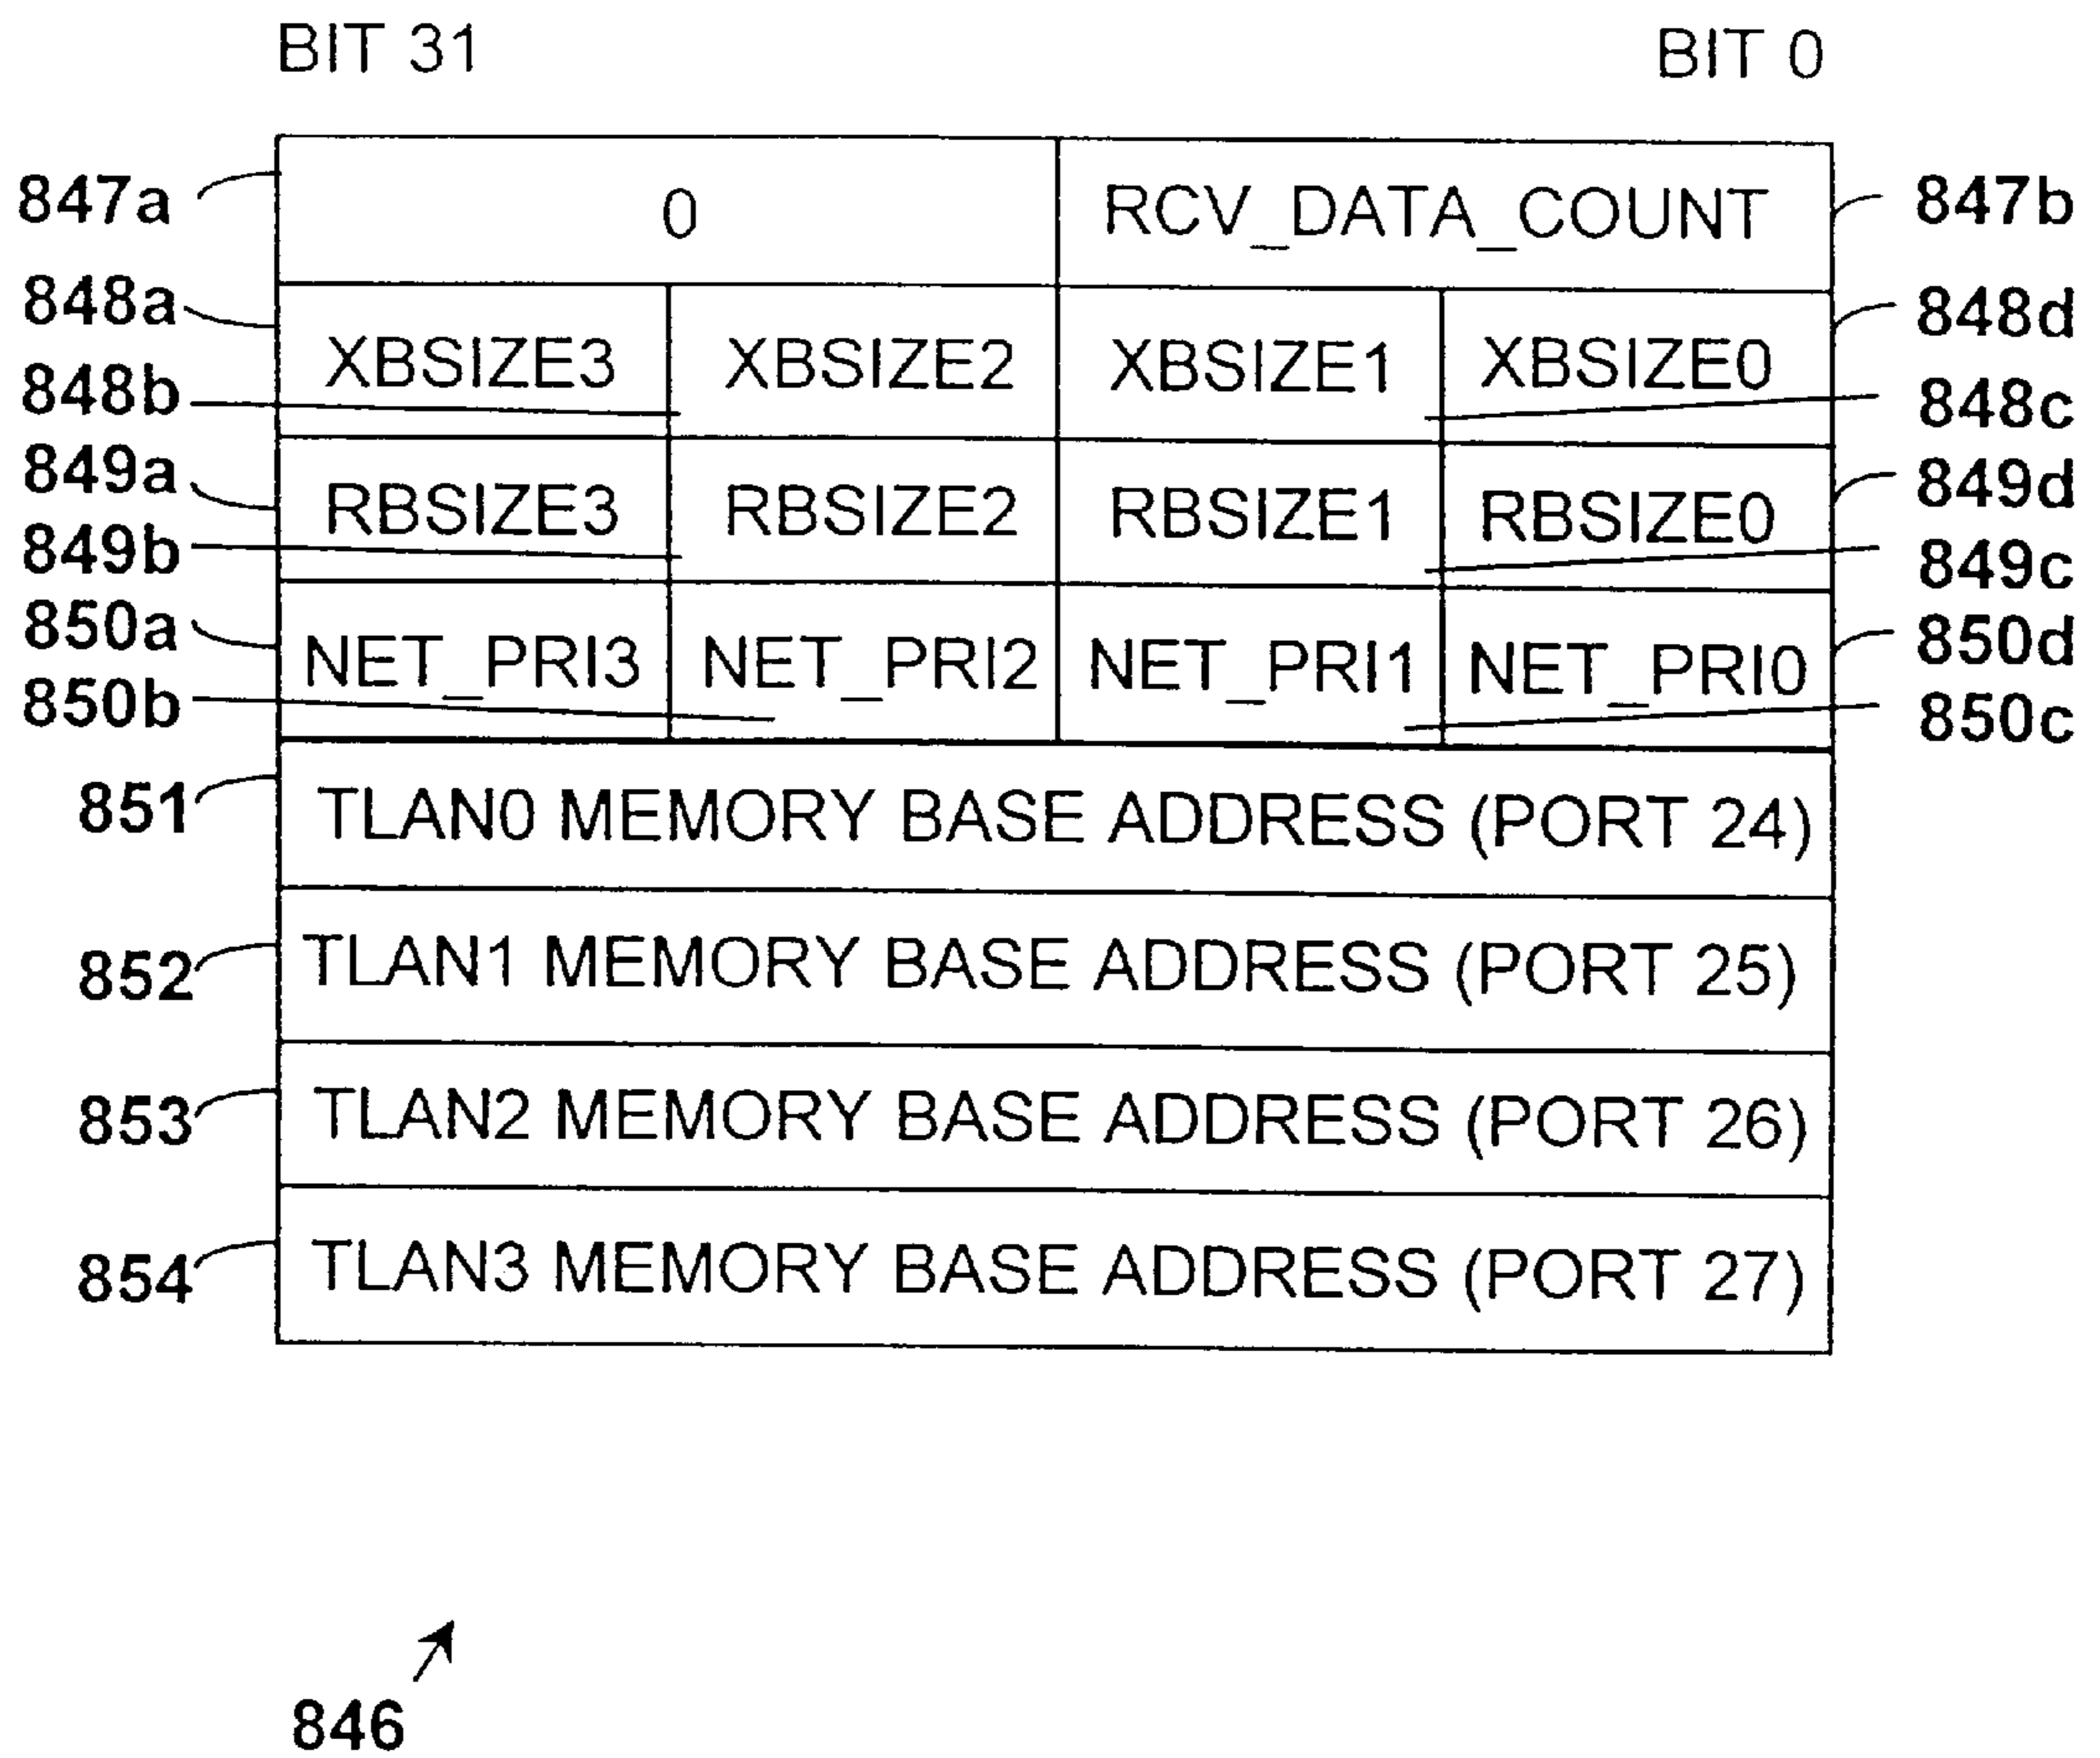 BIT 31 BIT 0
847a 0 RCV_DATA_COUNT 847b
848a 848d
XBSIZE3 XBSIZE2 XBSIZE1 XBSIZE0
848b 848c
849a 849d
RBSIZE3 RBSIZE2 RBSIZE1 RBSIZE0
849b 849c
850a 850d
NET_PRI3 NET_PRI2 NET_PRI1 NET_PRI0
850b 850c
851 TLAN0 MEMORY BASE ADDRESS (PORT 24)
852 TLAN1 MEMORY BASE ADDRESS (PORT 25)
853 TLAN2 MEMORY BASE ADDRESS (PORT 26)
854 TLAN3 MEMORY BASE ADDRESS (PORT 27)
846